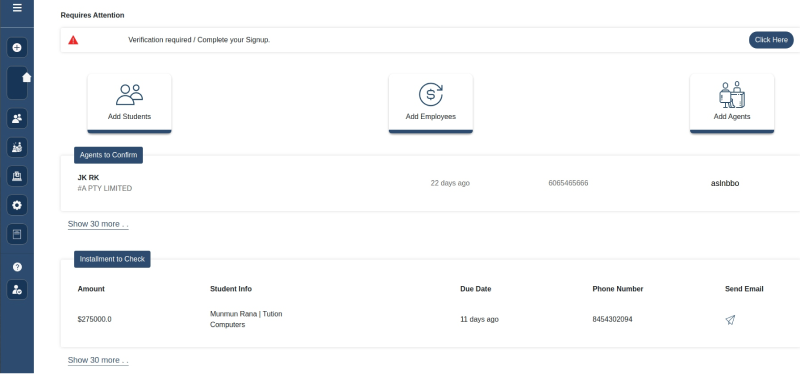 Requires Attention
Verification required / Complete your Signup.
Click Here
Add Students
Add Employees
Add Agents
Agents to Confirm
JK RK
#A PTY LIMITED
22 days ago
6065465666
aslnbbo
Show 30 more . .
Installment to Check
Amount
Student Info
Due Date
Phone Number
Send Email
$275000.0
Munmun Rana | Tution
Computers
11 days ago
8454302094
Show 30 more . .